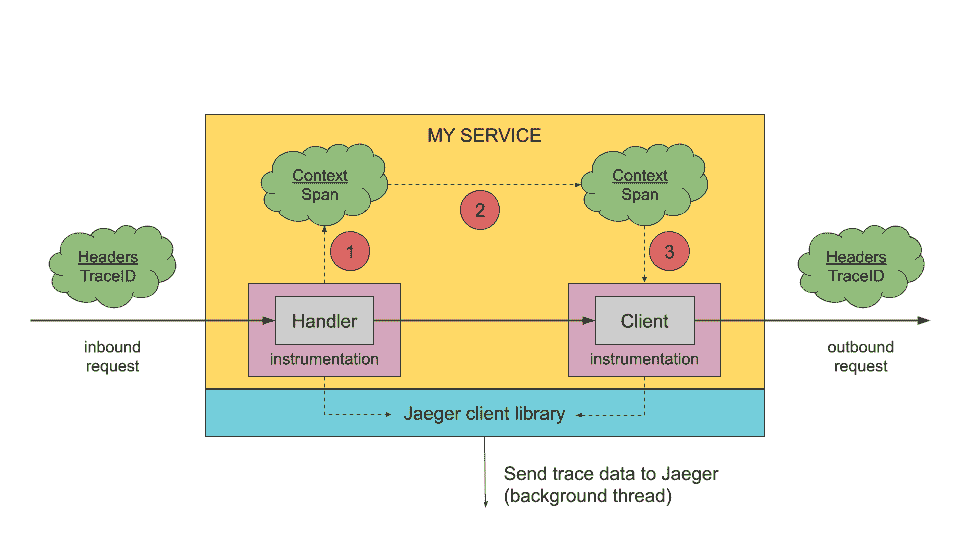 MY SERVICE
Context
Span
Context
Span
2
1
3
Headers
TraceID
Headers
TraceID
Handler
Client
inbound
request
instrumentation
instrumentation
outbound
request
Jaeger client library
Send trace data to Jaeger
(background thread)